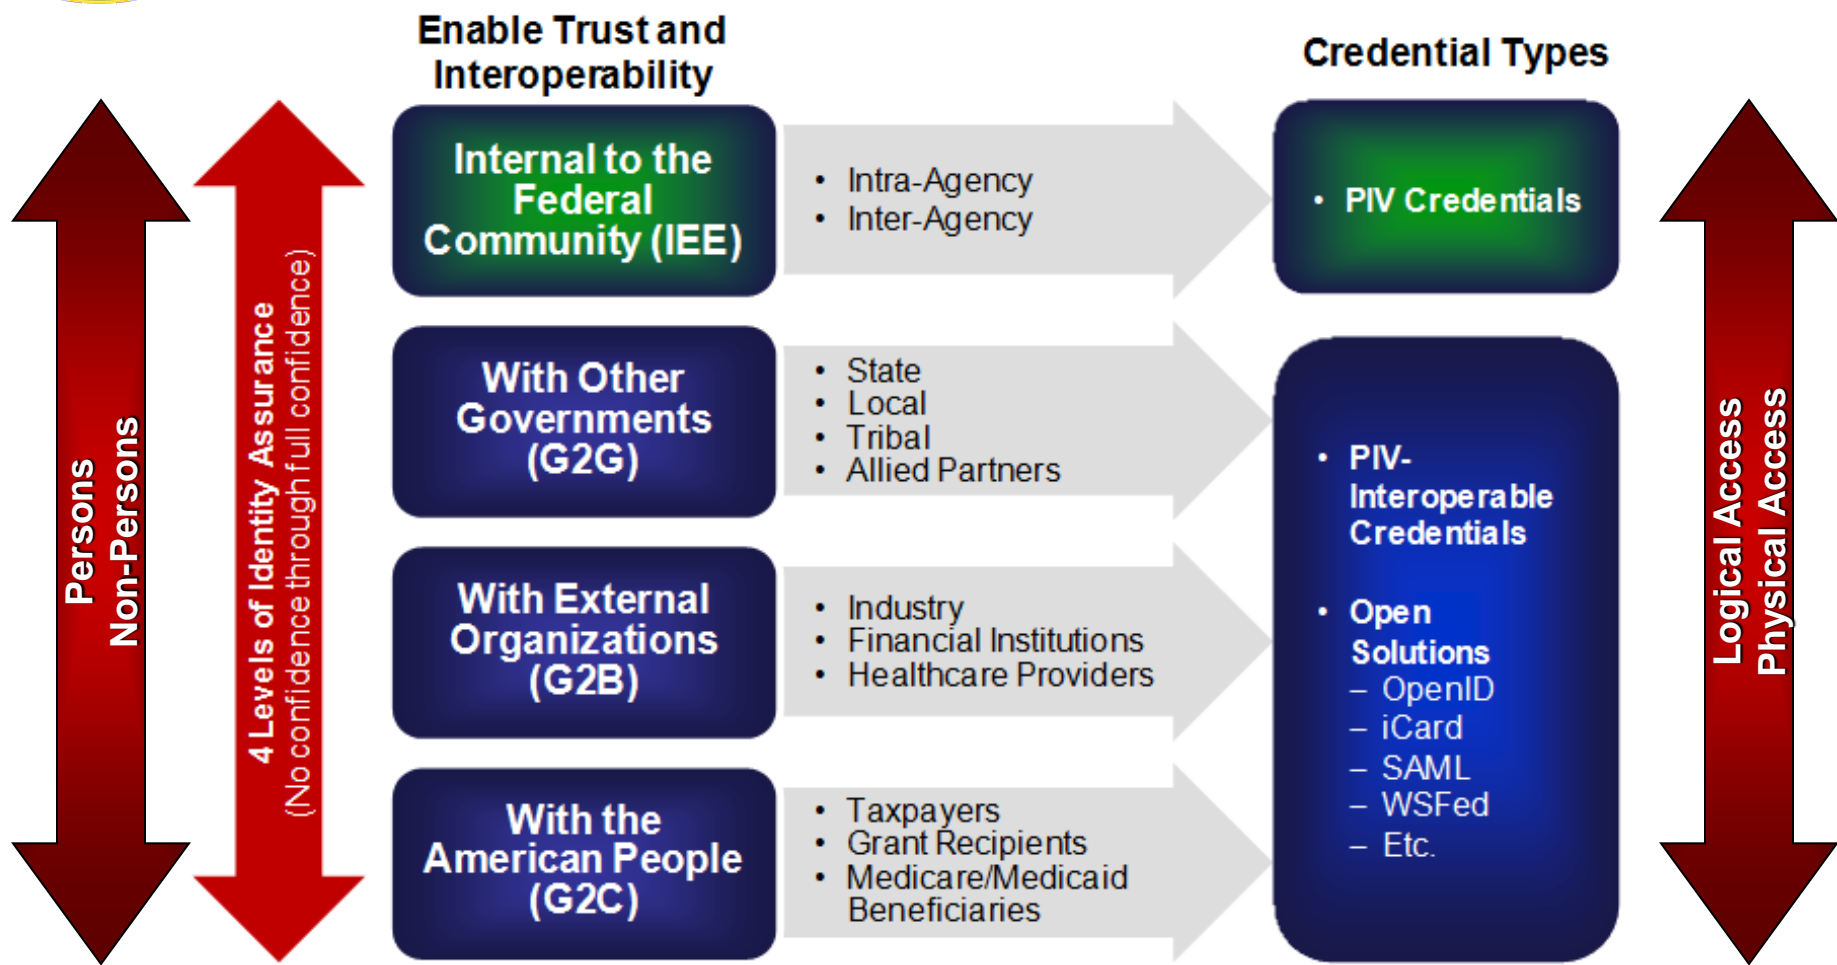 Enable Trust and
Interoperability
Credential Types
Persons
Non-Persons
4 Levels of Identity Assurance
(No confidence through full confidence)
Internal to the
Federal
Community (IEE)
• Intra-Agency
• Inter-Agency
• PIV Credentials
With Other
Governments
(G2G)
• State
• Local
• Tribal
• Allied Partners
With External
Organizations
(G2B)
• Industry
• Financial Institutions
• Healthcare Providers
With the
American People
(G2C)
• Taxpayers
• Grant Recipients
• Medicare/Medicaid
Beneficiaries
• PIV-
Interoperable
Credentials
• Open
Solutions
– OpenID
– iCard
– SAML
– WSFed
– Etc.
Logical Access
Physical Access